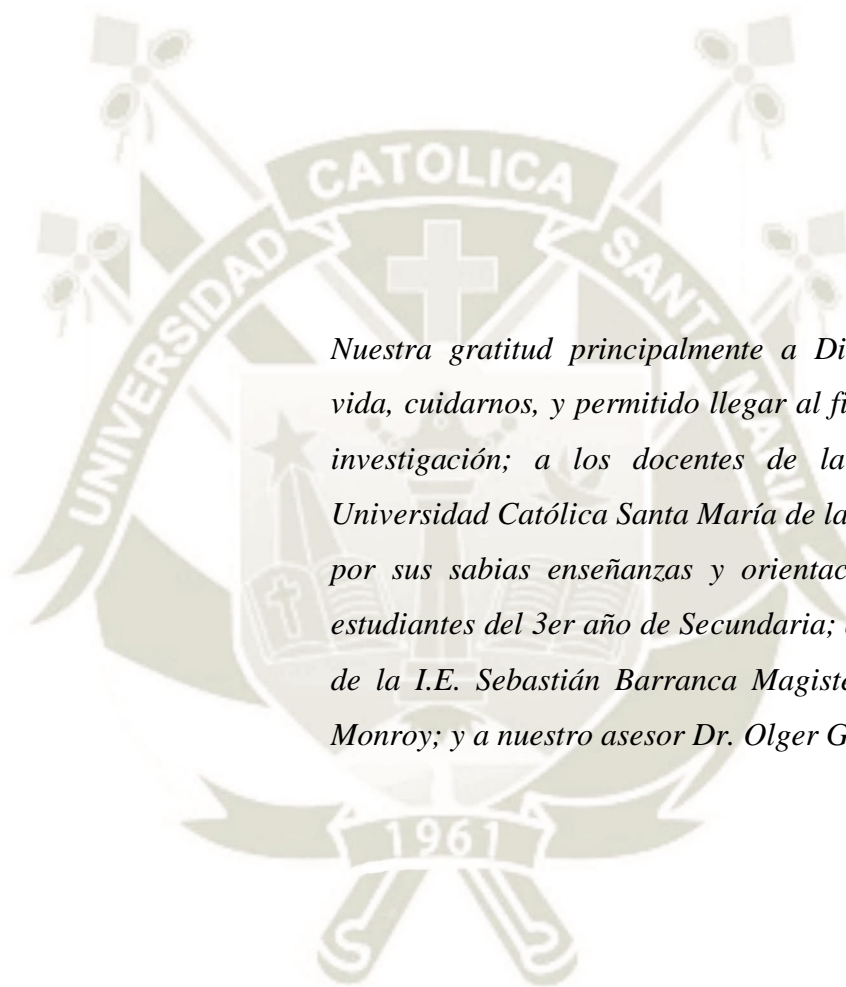 UNIVERSIDAD CATOLICA SANTA MARIA
Nuestra gratitud principalmente a Di
vida, cuidarnos, y permitido llegar al fi
investigación; a los docentes de la
Universidad Católica Santa María de la
por sus sabias enseñanzas y orientac
estudiantes del 3er año de Secundaria;
de la I.E. Sebastián Barranca Magiste
Monroy; y a nuestro asesor Dr. Olger G
1961